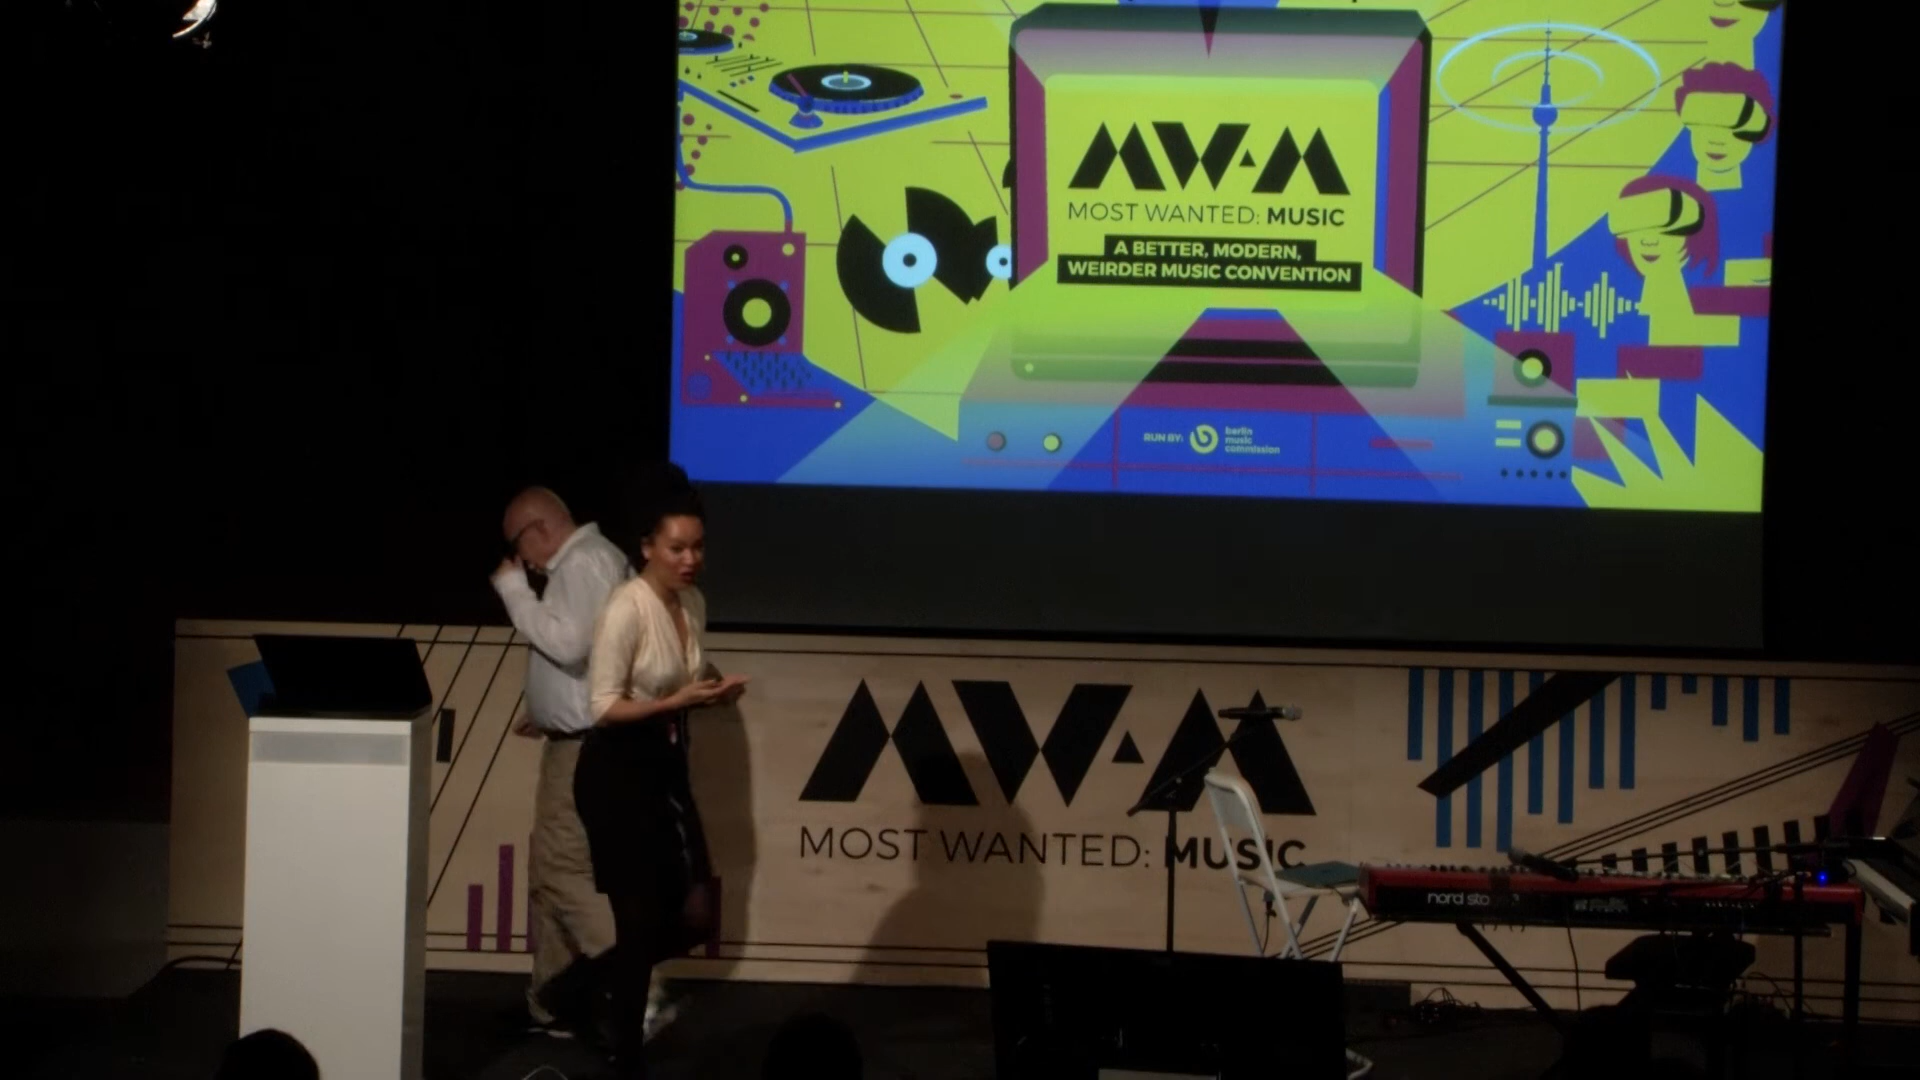 MW·M
MOST WANTED: MUSIC
A BETTER, MODERN,
WEIRDER MUSIC CONVENTION
RUN BY:
berlin
music
commission
MW·M
MOST WANTED: MUSIC
nord